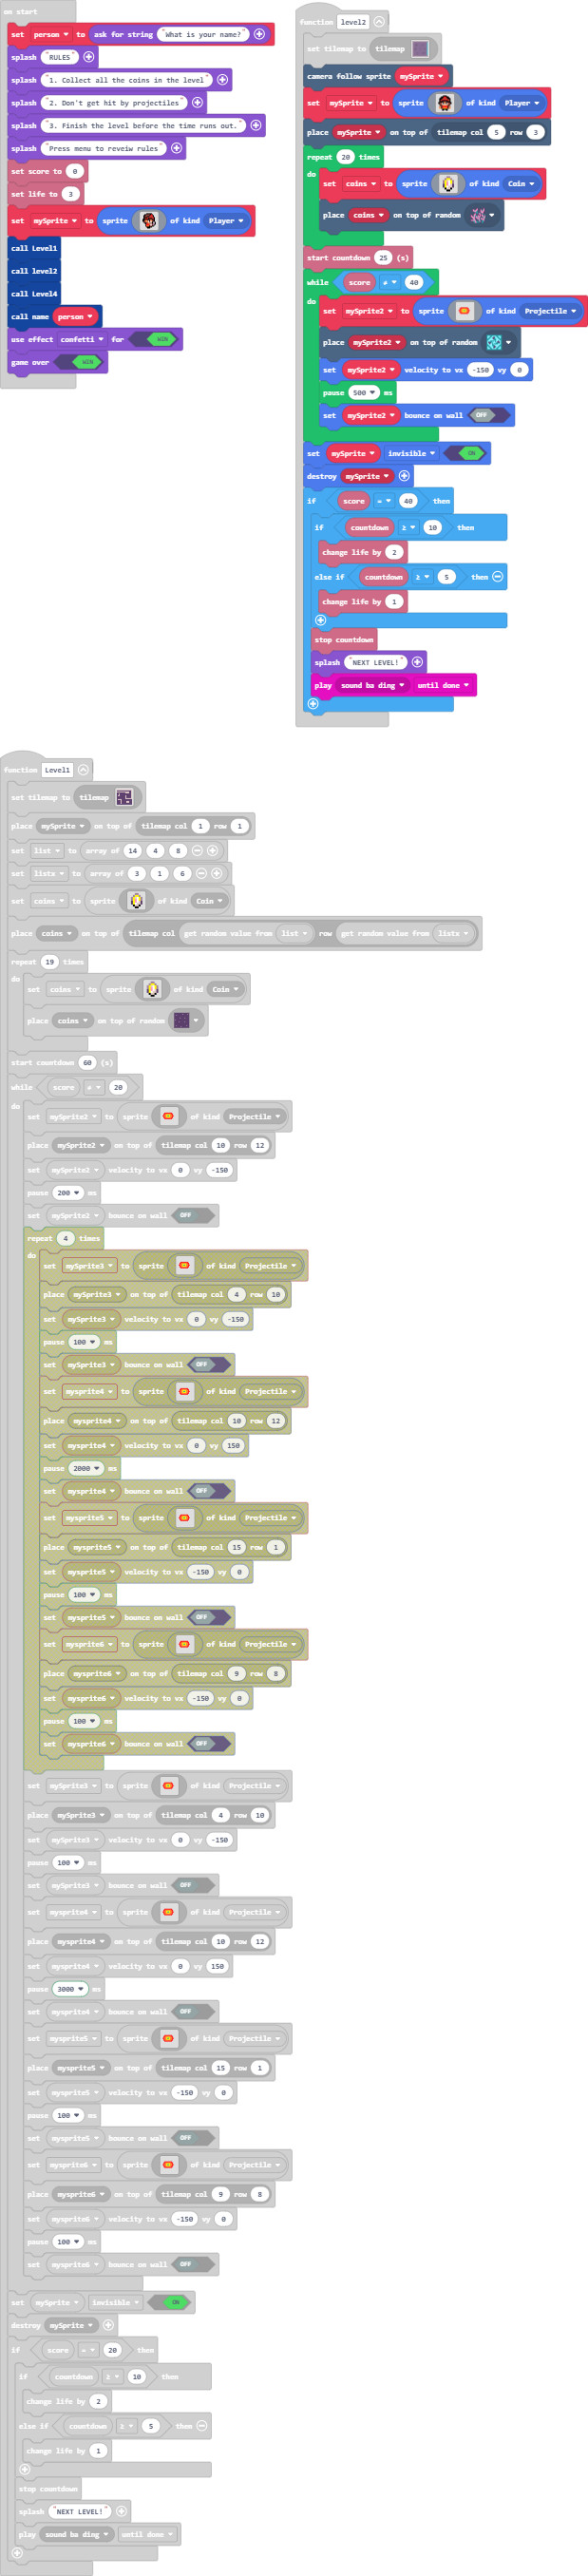 on start
set person to ask for string "What is your name?"
splash "RULES"
splash "1. Collect all the coins in the level"
splash "2. Don't get hit by projectiles"
splash "3. Finish the level before the time runs out."
splash "Press menu to reveiw rules"
set score to 0
set life to 3
set mySprite to sprite of kind Player
call Level1
call level2
call Level4
call name person
use effect confetti for WIN
game over WIN
function level2
set tilemap to tilemap
camera follow sprite mySprite
set mySprite to sprite of kind Player
place mySprite on top of tilemap col 5 row 3
repeat 20 times
do
set coins to sprite of kind Coin
place coins on top of random
start countdown 25 (s)
while score ≠ 40
do
set mySprite2 to sprite of kind Projectile
place mySprite2 on top of random
set mySprite2 velocity to vx -150 vy 0
pause 500 ms
set mySprite2 bounce on wall OFF
set mySprite invisible ON
destroy mySprite
if score = 40 then
if countdown ≥ 10 then
change life by 2
else if countdown ≥ 5 then
change life by 1
stop countdown
splash "NEXT LEVEL!"
play sound ba ding until done
function Level1
set tilemap to tilemap
place mySprite on top of tilemap col 1 row 1
set list to array of 14 4 8
set listx to array of 3 1 6
set coins to sprite of kind Coin
place coins on top of tilemap col get random value from list row get random value from listx
repeat 19 times
do
set coins to sprite of kind Coin
place coins on top of random
start countdown 60 (s)
while score ≠ 20
do
set mySprite2 to sprite of kind Projectile
place mySprite2 on top of tilemap col 10 row 12
set mySprite2 velocity to vx 0 vy -150
pause 200 ms
set mySprite2 bounce on wall OFF
repeat 4 times
do
set mySprite3 to sprite of kind Projectile
place mySprite3 on top of tilemap col 4 row 10
set mySprite3 velocity to vx 0 vy -150
pause 100 ms
set mySprite3 bounce on wall OFF
set mysprite4 to sprite of kind Projectile
place mysprite4 on top of tilemap col 10 row 12
set mysprite4 velocity to vx 0 vy 150
pause 2000 ms
set mysprite4 bounce on wall OFF
set mysprite5 to sprite of kind Projectile
place mysprite5 on top of tilemap col 15 row 1
set mysprite5 velocity to vx -150 vy 0
pause 100 ms
set mysprite5 bounce on wall OFF
set mysprite6 to sprite of kind Projectile
place mysprite6 on top of tilemap col 9 row 8
set mysprite6 velocity to vx -150 vy 0
pause 100 ms
set mysprite6 bounce on wall OFF
set mySprite3 to sprite of kind Projectile
place mySprite3 on top of tilemap col 4 row 10
set mySprite3 velocity to vx 0 vy -150
pause 100 ms
set mySprite3 bounce on wall OFF
set mysprite4 to sprite of kind Projectile
place mysprite4 on top of tilemap col 10 row 12
set mysprite4 velocity to vx 0 vy 150
pause 3000 ms
set mysprite4 bounce on wall OFF
set mysprite5 to sprite of kind Projectile
place mysprite5 on top of tilemap col 15 row 1
set mysprite5 velocity to vx -150 vy 0
pause 100 ms
set mysprite5 bounce on wall OFF
set mysprite6 to sprite of kind Projectile
place mysprite6 on top of tilemap col 9 row 8
set mysprite6 velocity to vx -150 vy 0
pause 100 ms
set mysprite6 bounce on wall OFF
set mySprite invisible ON
destroy mySprite
if score = 20 then
if countdown ≥ 10 then
change life by 2
else if countdown ≥ 5 then
change life by 1
stop countdown
splash "NEXT LEVEL!"
play sound ba ding until done